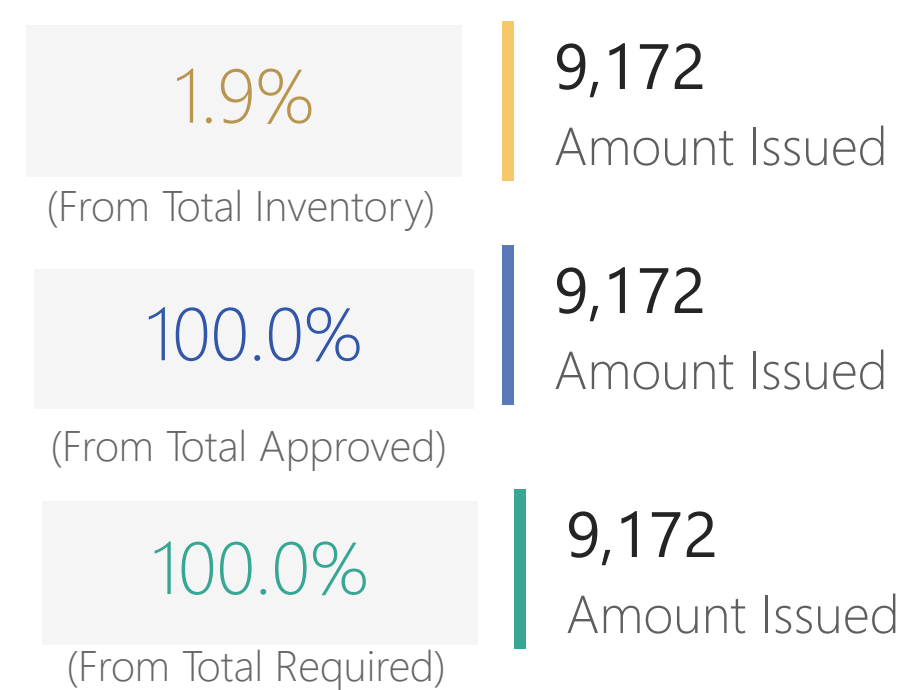 1.9%
(From Total Inventory)
9,172
Amount Issued
100.0%
(From Total Approved)
9,172
Amount Issued
100.0%
(From Total Required)
9,172
Amount Issued